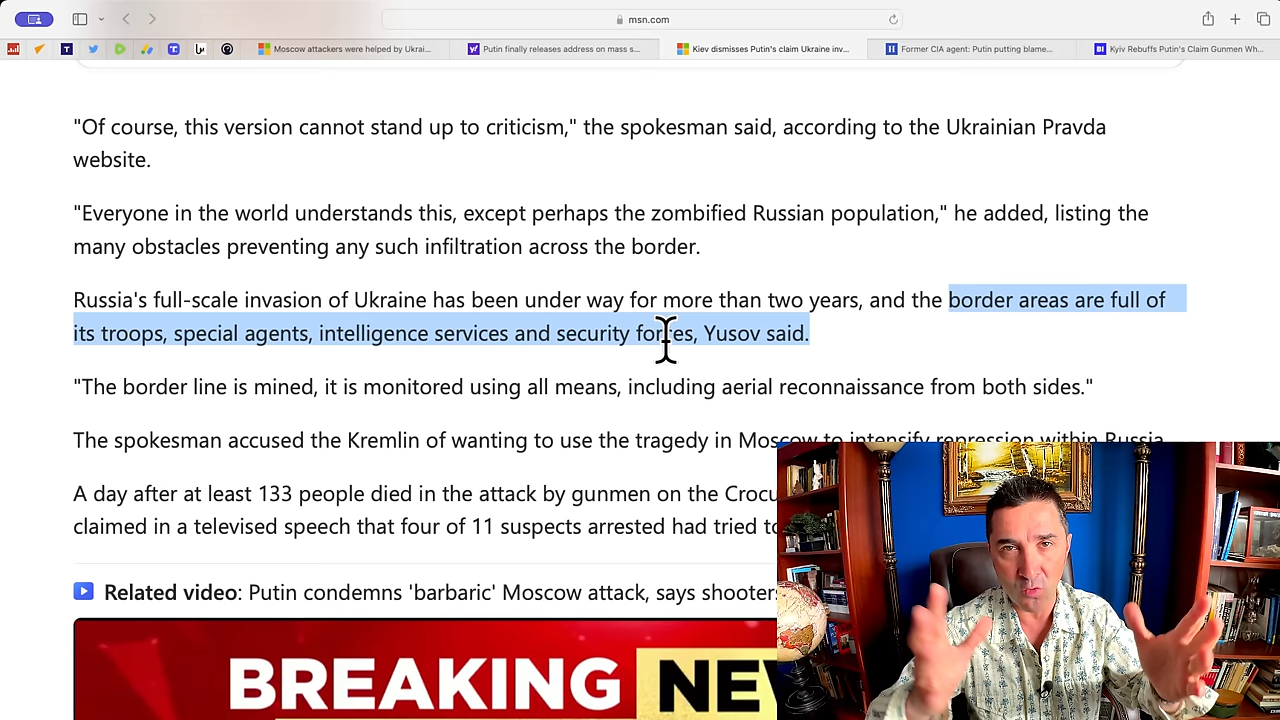 msn.com
Moscow attackers were helped by Ukrai...
Putin finally releases address on mass s...
Kiev dismisses Putin's claim Ukraine inv...
Former CIA agent: Putin putting blame...
Kyiv Rebuffs Putin's Claim Gunmen Wh...
"Of course, this version cannot stand up to criticism," the spokesman said, according to the Ukrainian Pravda
website.
"Everyone in the world understands this, except perhaps the zombified Russian population," he added, listing the
many obstacles preventing any such infiltration across the border.
Russia's full-scale invasion of Ukraine has been under way for more than two years, and the border areas are full of
its troops, special agents, intelligence services and security forces, Yusov said.
"The border line is mined, it is monitored using all means, including aerial reconnaissance from both sides."
The spokesman accused the Kremlin of wanting to use the tragedy in Moscow to intensify repression within Russia
A day after at least 133 people died in the attack by gunmen on the Crocu
claimed in a televised speech that four of 11 suspects arrested had tried to
Related video: Putin condemns 'barbaric' Moscow attack, says shooter
BREAKING NEW